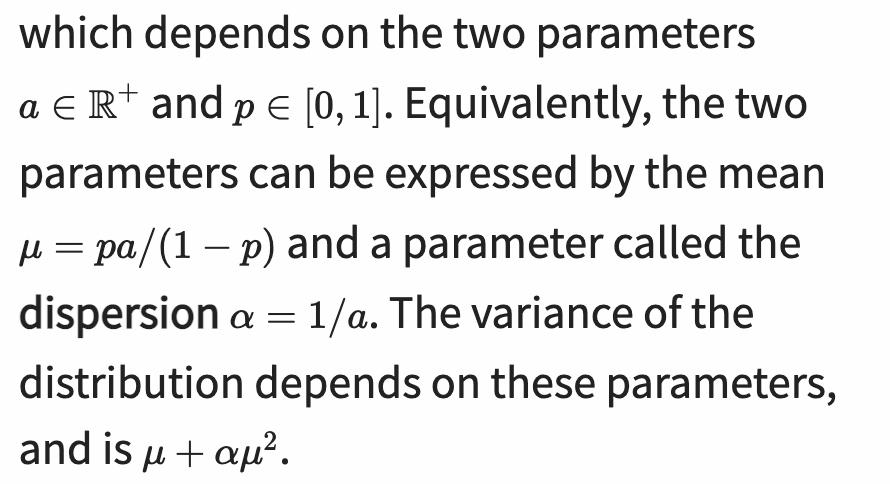 which depends on the two parameters
a ∈ ℝ⁺ and p ∈ [0, 1]. Equivalently, the two
parameters can be expressed by the mean
μ = pa/(1 − p) and a parameter called the
dispersion α = 1/a. The variance of the
distribution depends on these parameters,
and is μ + αμ².